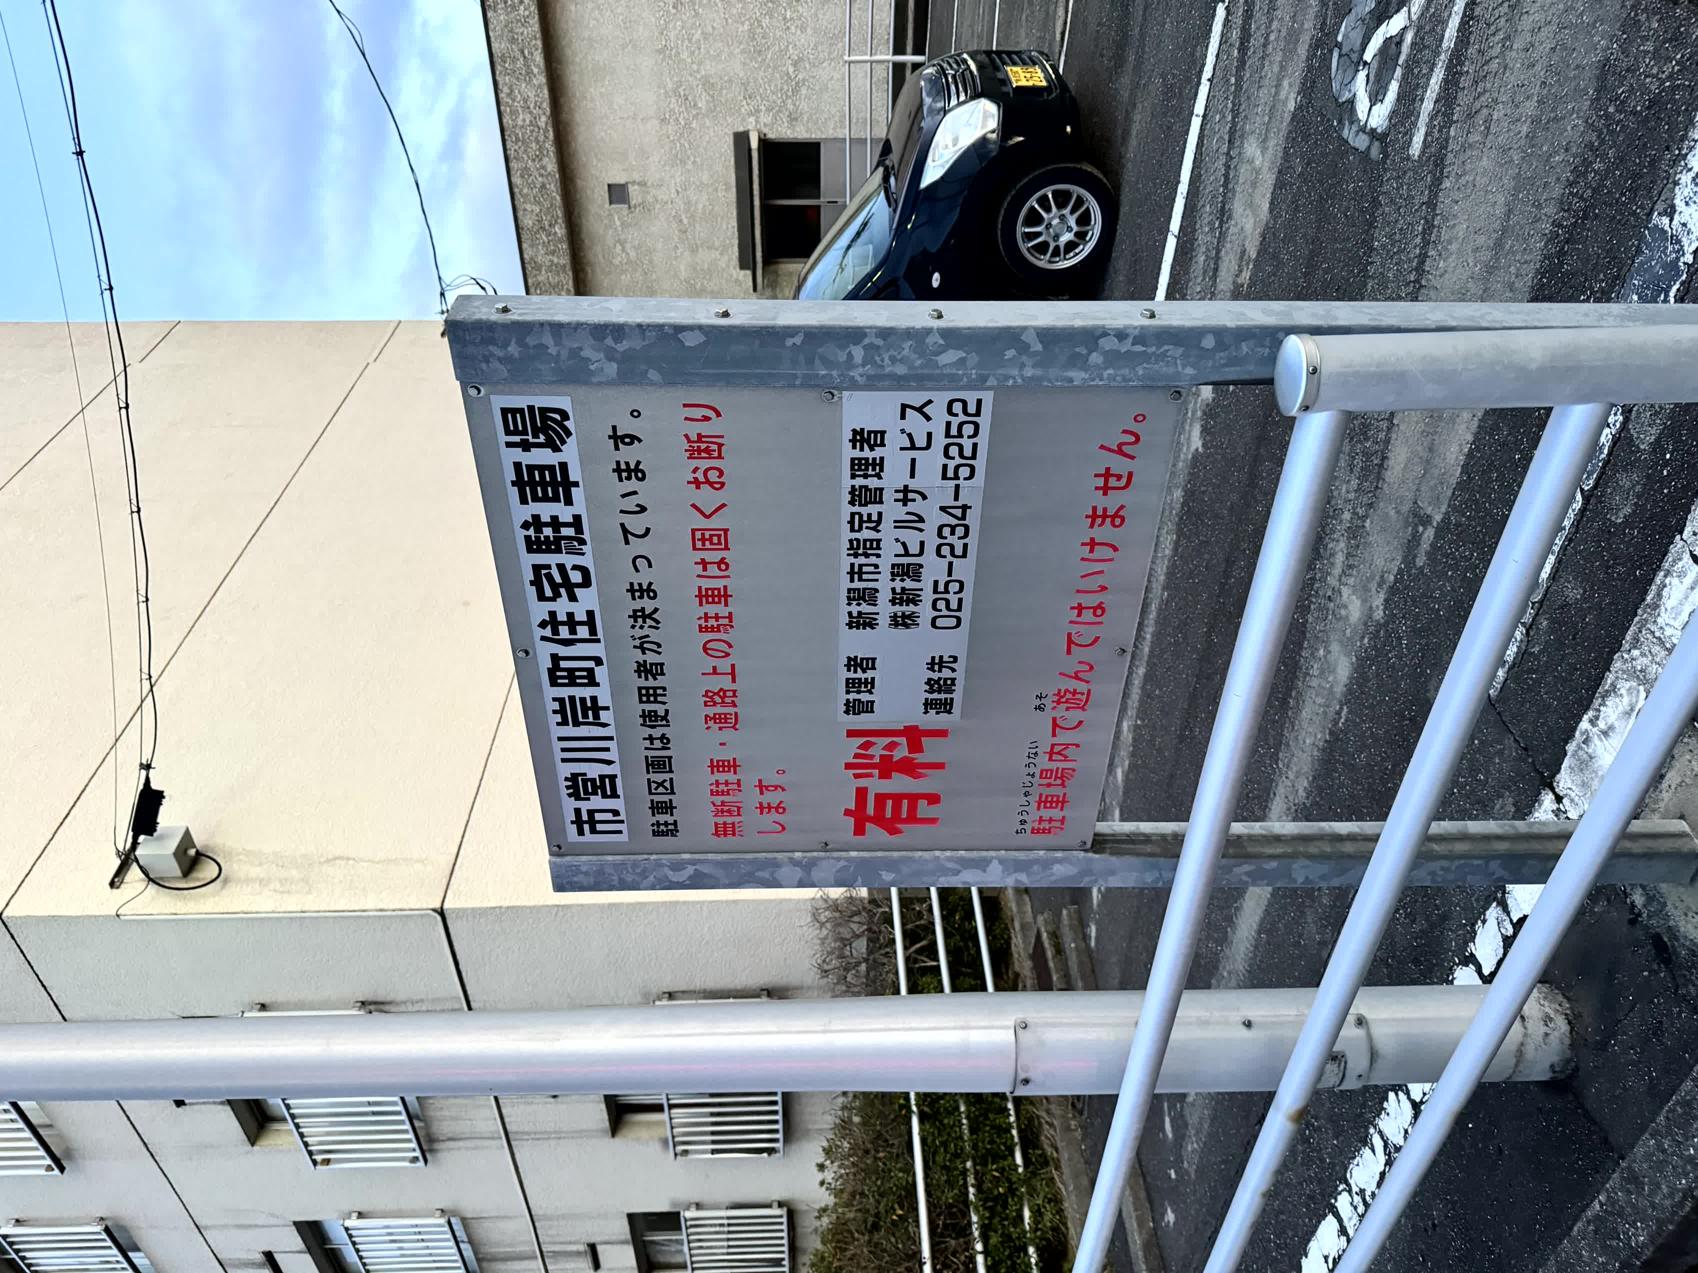 市営川岸町住宅駐車場
駐車区画は使用者が決まっています。
無断駐車・通路上の駐車は固くお断り
します。
有料
管理者 新潟市指定管理者
㈱新潟ビルサービス
連絡先 025-234-5252
ちゅうしゃじょうない あそ
駐車場内で遊んではいけません。